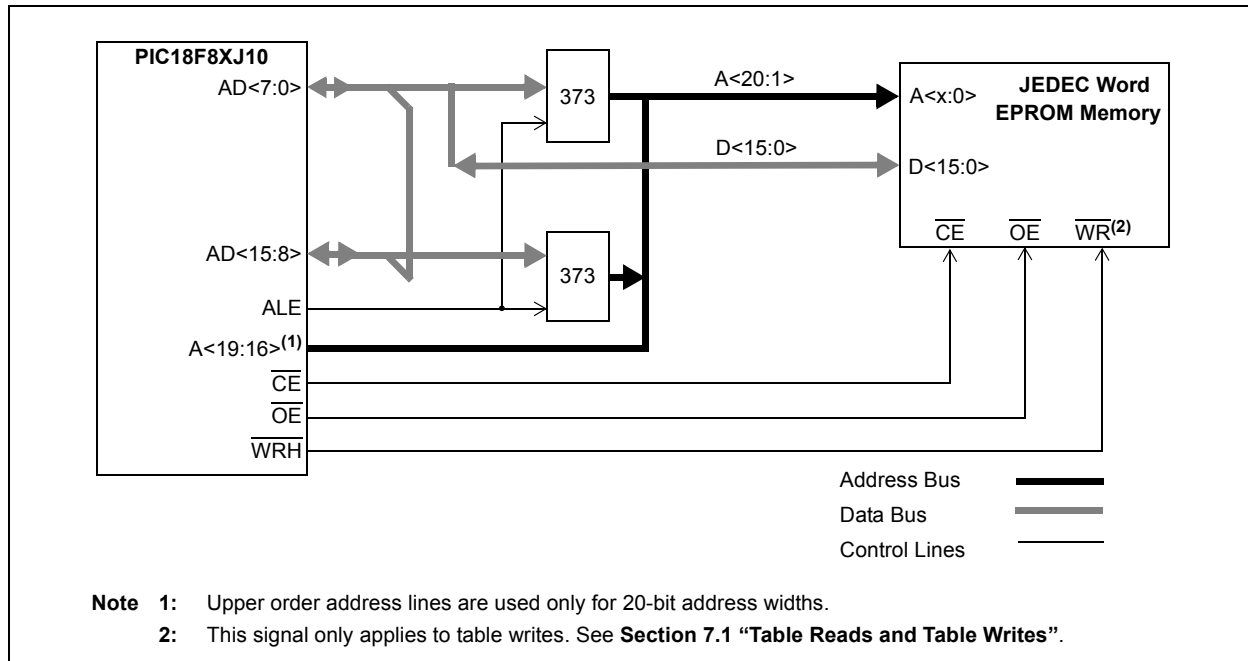 PIC18F8XJ10
AD<7:0>
373
A<20:1>
A<x:0>
JEDEC Word
EPROM Memory
D<15:0>
D<15:0>
AD<15:8>
373
CE
OE
WR(2)
ALE
A<19:16>(1)
CE
OE
WRH
Address Bus
Data Bus
Control Lines
Note 1: Upper order address lines are used only for 20-bit address widths.
2: This signal only applies to table writes. See Section 7.1 “Table Reads and Table Writes”.